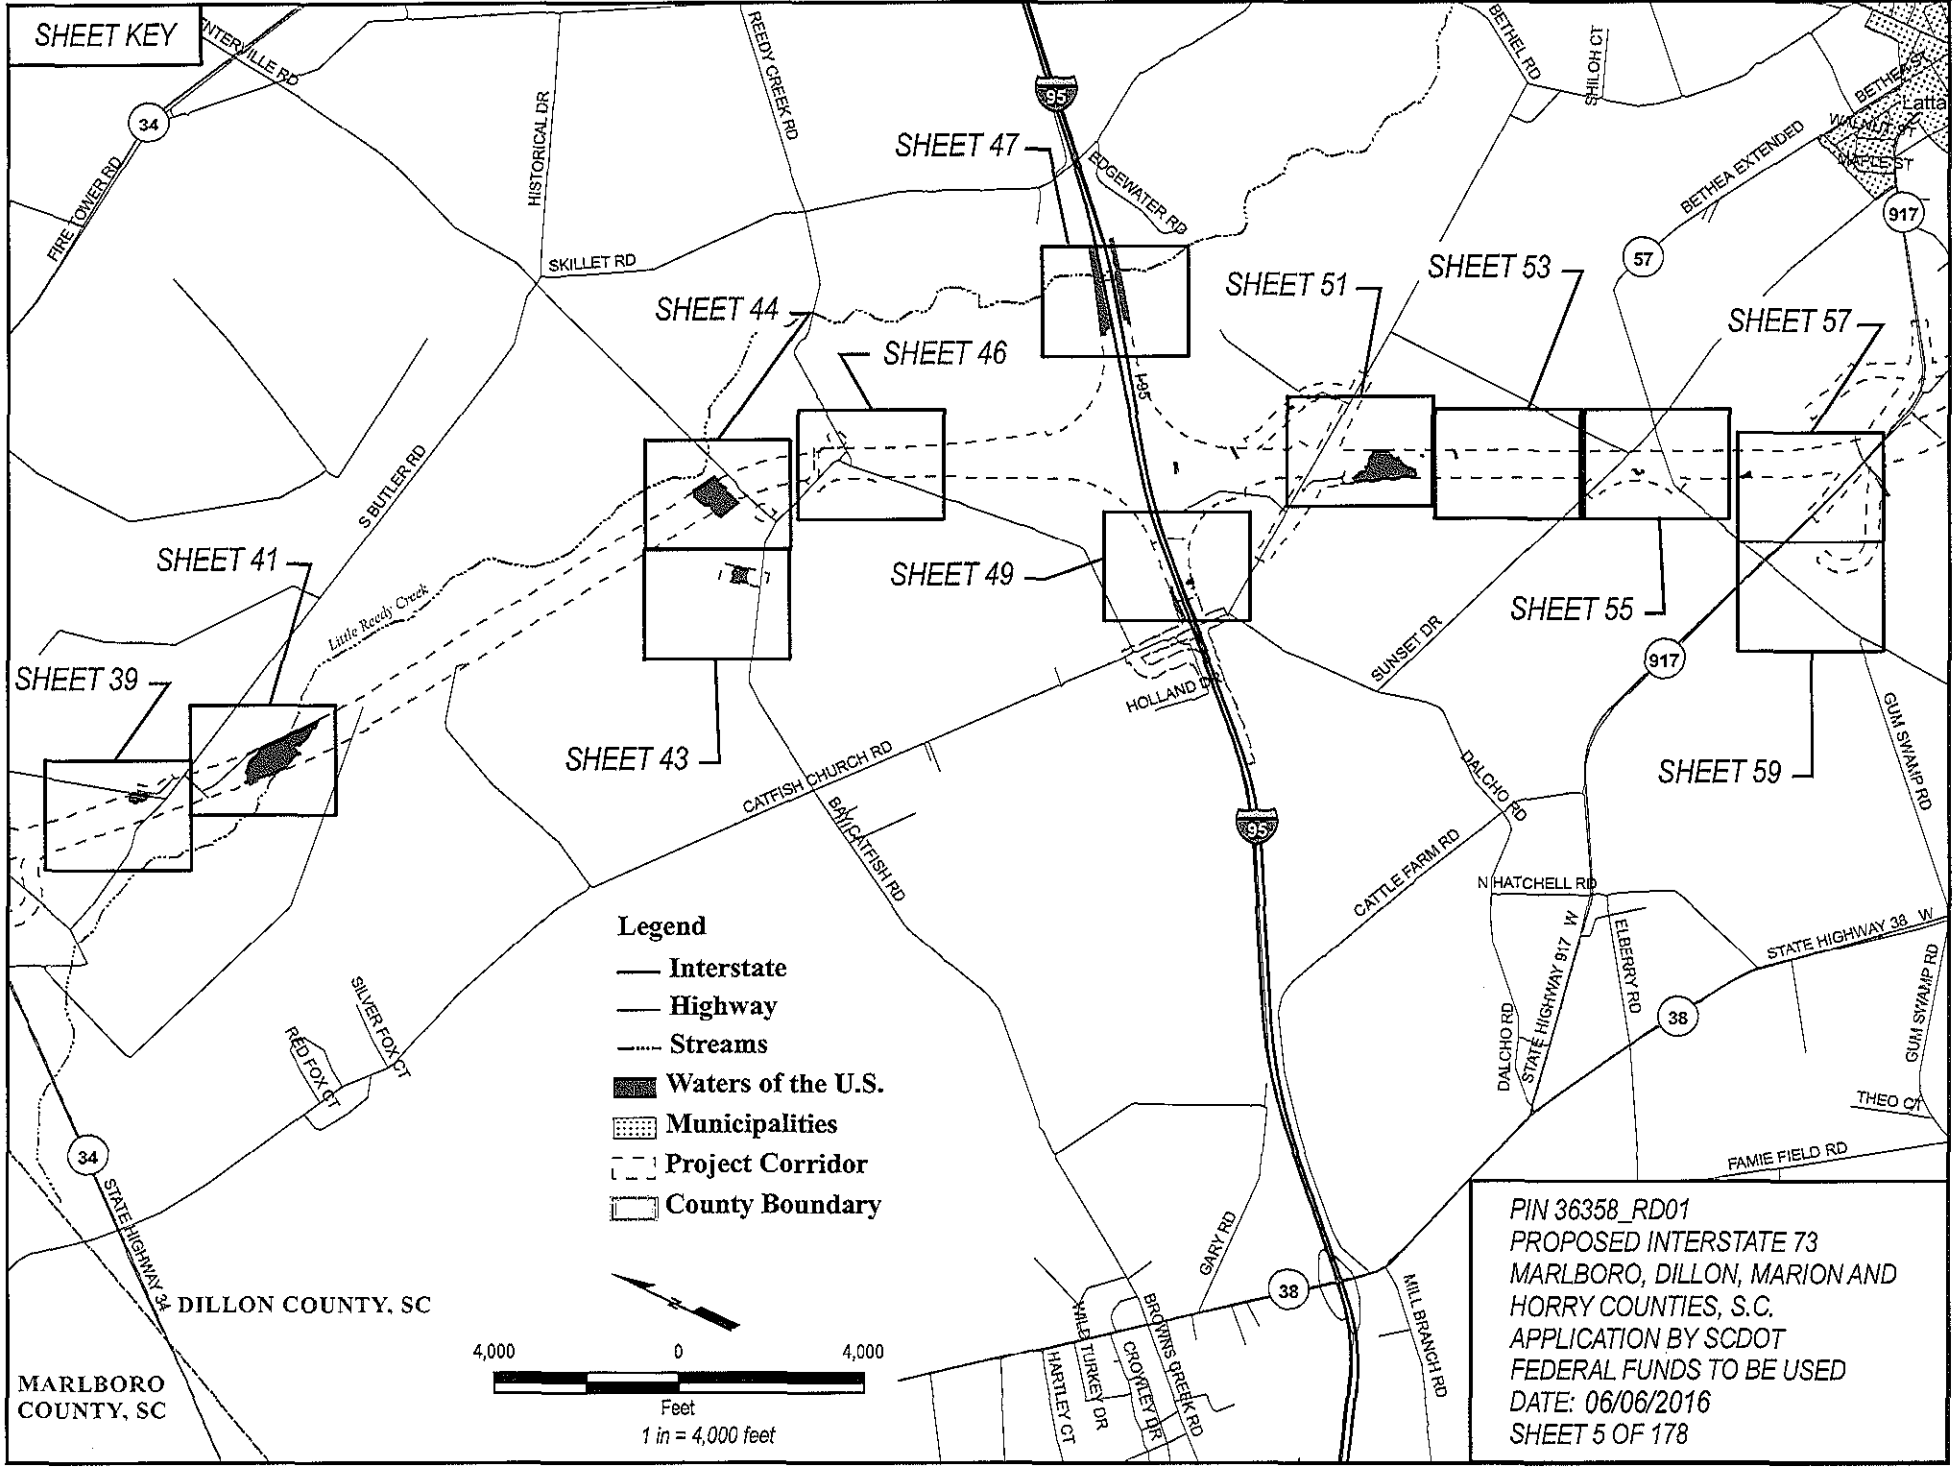 SHEET KEY
ENTERVILLE RD
34
FIRE TOWER RD
HISTORICAL DR
REEDY CREEK RD
95
SHEET 47
EDGEWATER RD
BETHEL RD
SHILOH CT
BETHEA ST
Latta
WALNUT ST
MAPLE ST
BETHEA EXTENDED
917
57
SKILLET RD
SHEET 44
SHEET 46
SHEET 51
SHEET 53
SHEET 57
I-95
S BUTLER RD
SHEET 41
Little Reedy Creek
SHEET 39
SHEET 43
SHEET 49
SHEET 55
SUNSET DR
917
HOLLAND DR
SHEET 59
GUM SWAMP RD
CATFISH CHURCH RD
BAY CATFISH RD
95
DALCHO RD
CATTLE FARM RD
N HATCHELL RD
STATE HIGHWAY 917 W
ELBERRY RD
STATE HIGHWAY 38 W
GUM SWAMP RD
38
DALCHO RD
THEO CT
FAMIE FIELD RD
SILVER FOX CT
RED FOX CT
34
STATE HIGHWAY 34
Legend
Interstate
Highway
Streams
Waters of the U.S.
Municipalities
Project Corridor
County Boundary
N
DILLON COUNTY, SC
MARLBORO
COUNTY, SC
4,000 0 4,000
Feet
1 in = 4,000 feet
GARY RD
38
MILL BRANCH RD
WILD TURKEY DR
HARTLEY CT
CROWLEY DR
BROWNS CREEK RD
PIN 36358_RD01
PROPOSED INTERSTATE 73
MARLBORO, DILLON, MARION AND
HORRY COUNTIES, S.C.
APPLICATION BY SCDOT
FEDERAL FUNDS TO BE USED
DATE: 06/06/2016
SHEET 5 OF 178